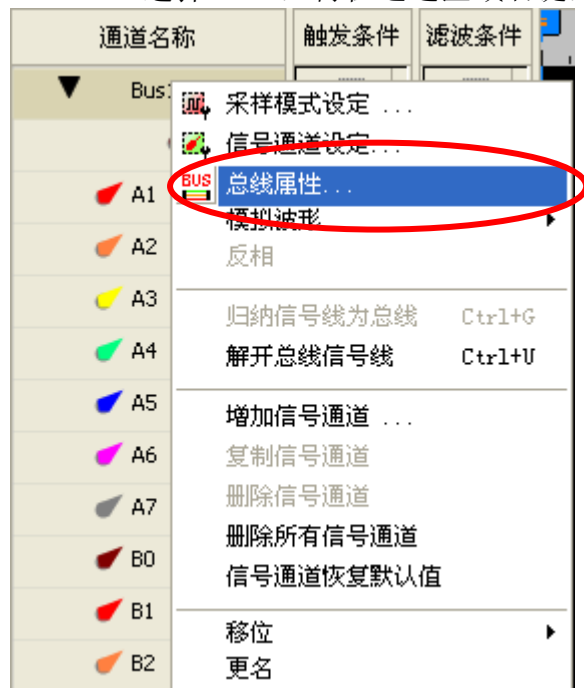 通道名称 触发条件 滤波条件
Bus1
采样模式设定 ...
信号通道设定...
BUS 总线属性...
A1
模拟波形
A2
反相
A3
归纳信号线为总线 Ctrl+G
A4
解开总线信号线 Ctrl+U
A5
增加信号通道 ...
A6
复制信号通道
A7
删除信号通道
B0
删除所有信号通道
信号通道恢复默认值
B1
移位
B2
更名